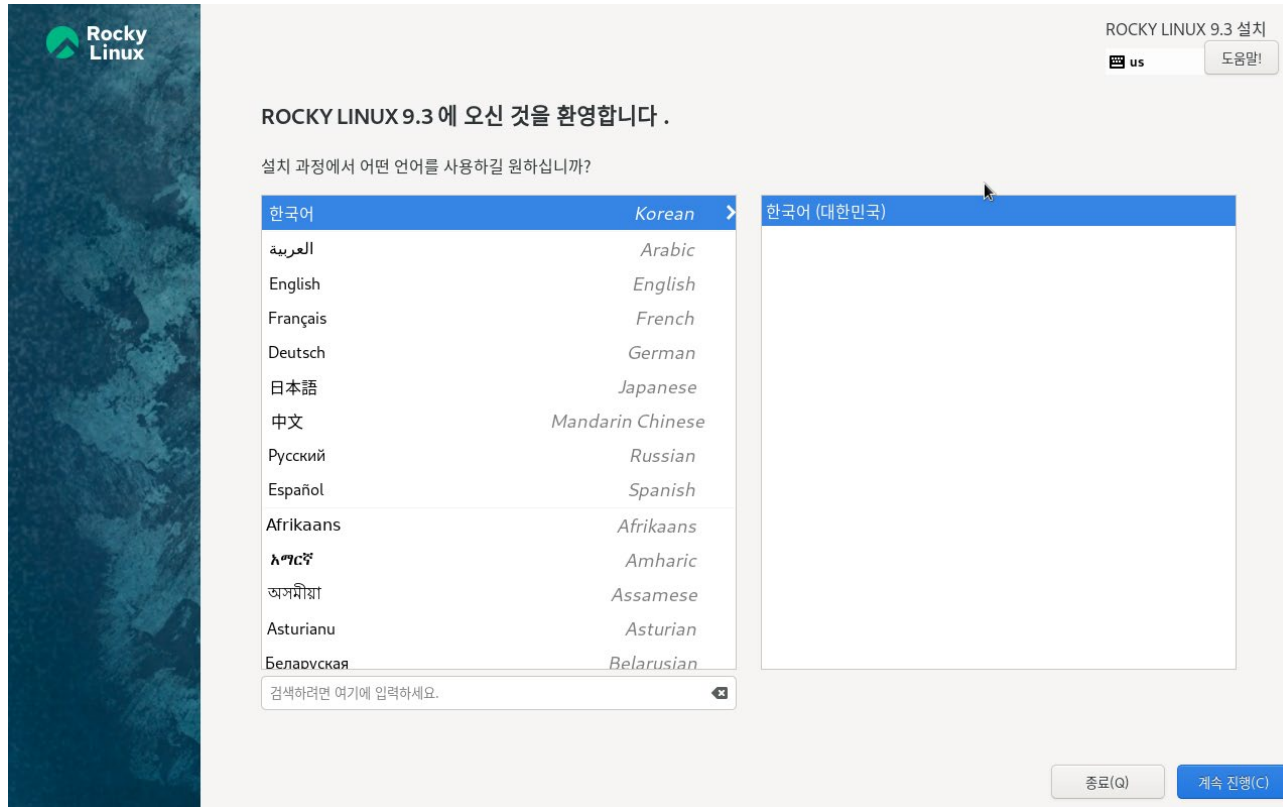 Rocky
Linux
ROCKY LINUX 9.3 설치
us
도움말!
ROCKY LINUX 9.3 에 오신 것을 환영합니다 .
설치 과정에서 어떤 언어를 사용하길 원하십니까?
한국어 Korean
العربية Arabic
English English
Français French
Deutsch German
日本語 Japanese
中文 Mandarin Chinese
Русский Russian
Español Spanish
Afrikaans Afrikaans
አማርኛ Amharic
অসমীয়া Assamese
Asturianu Asturian
Беларуская Belarusian
한국어 (대한민국)
검색하려면 여기에 입력하세요.
종료(Q)
계속 진행(C)